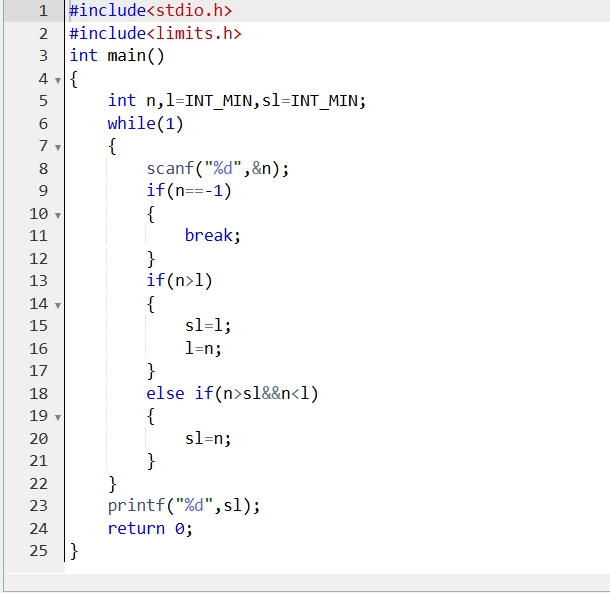 1 #include<stdio.h>
2 #include<limits.h>
3 int main()
4 {
5     int n,l=INT_MIN,sl=INT_MIN;
6     while(1)
7     {
8         scanf("%d",&n);
9         if(n==-1)
10         {
11             break;
12         }
13         if(n>l)
14         {
15             sl=l;
16             l=n;
17         }
18         else if(n>sl&&n<l)
19         {
20             sl=n;
21         }
22     }
23     printf("%d",sl);
24     return 0;
25 }